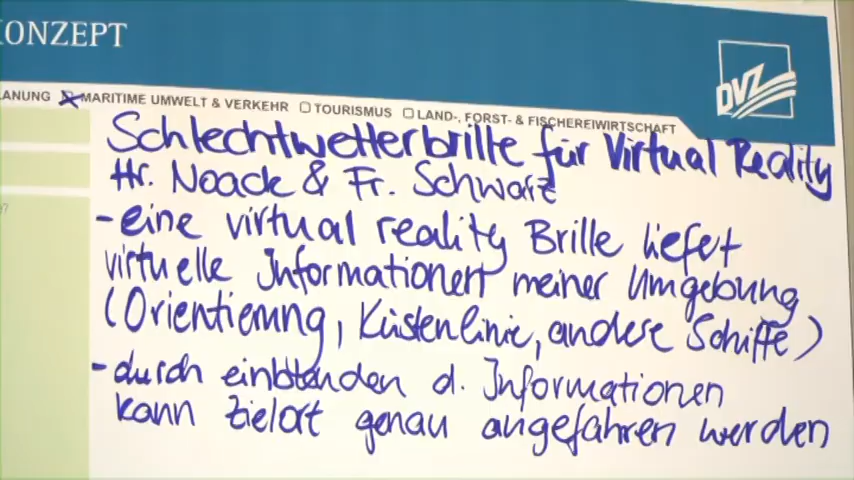 KONZEPT
DVZ
LANUNG MARITIME UMWELT & VERKEHR TOURISMUS LAND-, FORST- & FISCHEREIWIRTSCHAFT
Schlechtwetterbrille für Virtual Reality
Hr. Noack & Fr. Schwarz
- eine virtual reality Brille liefet
virtuelle Informationen meiner Umgebung
(Orientierung, Küstenlinie, andere Schiffe)
- durch einblenden d. Informationen
kann Zielort genau angefahren werden